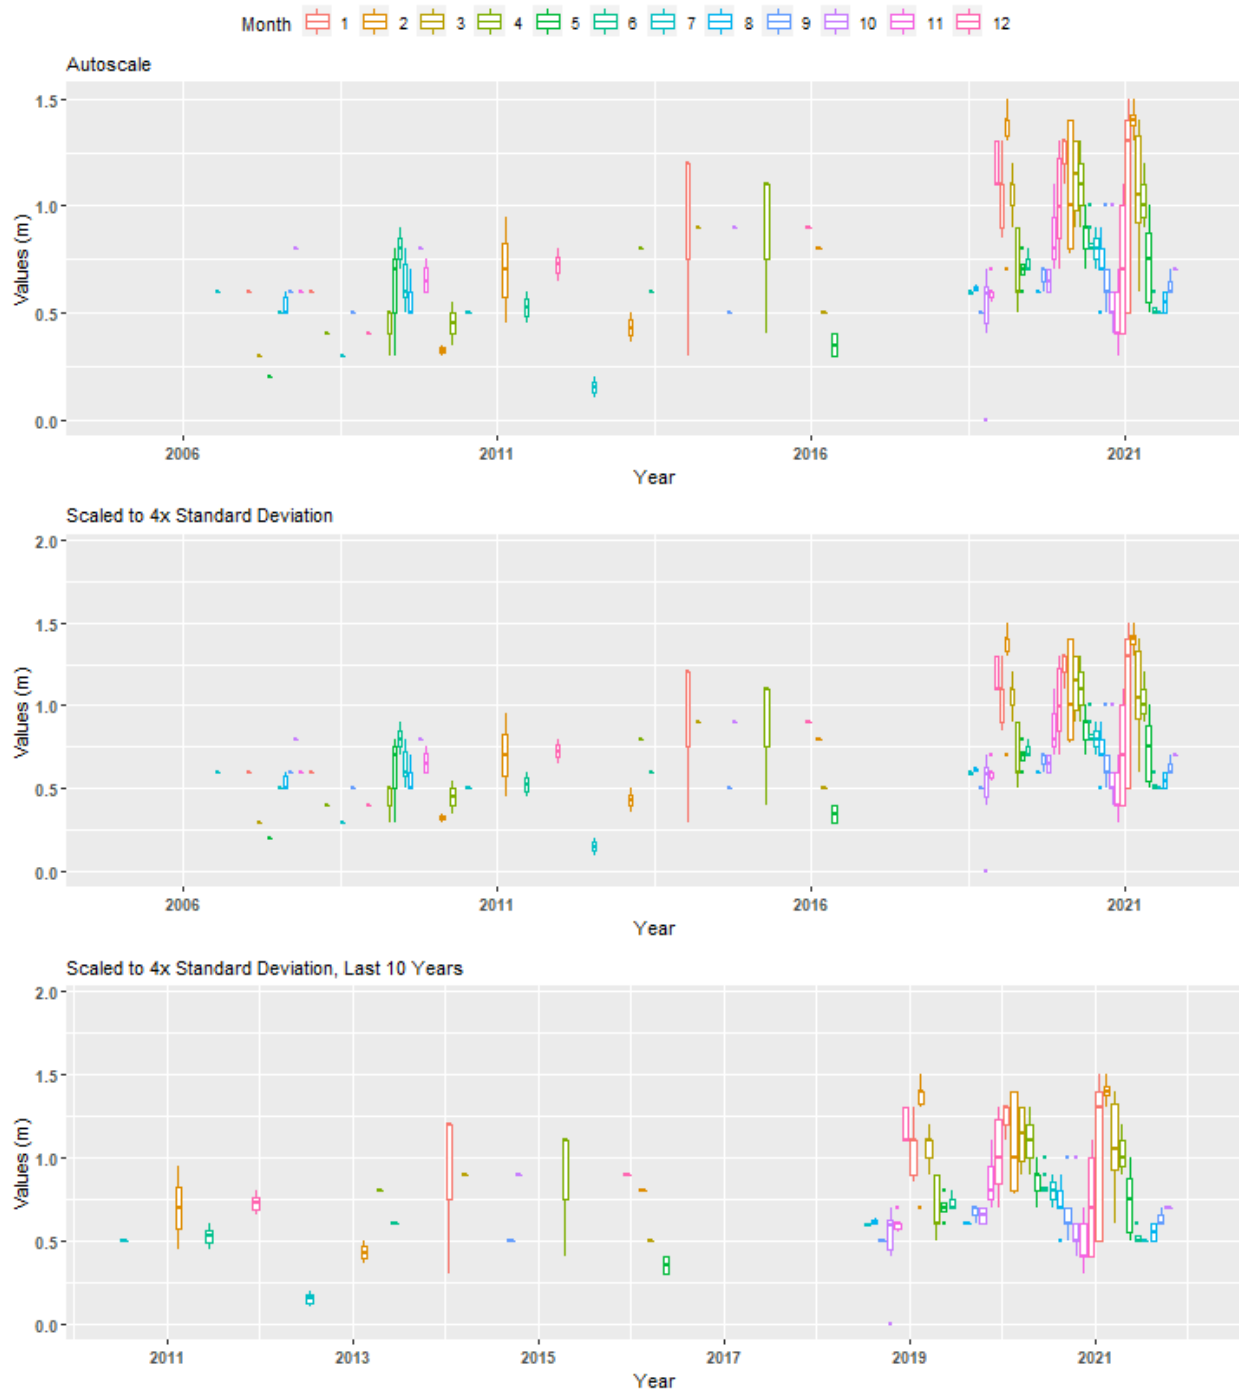 Month 1 2 3 4 5 6 7 8 9 10 11 12
Autoscale
Values (m)
1.5
1.0
0.5
0.0
2006 2011 2016 2021
Year
Scaled to 4x Standard Deviation
Values (m)
2.0
1.5
1.0
0.5
0.0
2006 2011 2016 2021
Year
Scaled to 4x Standard Deviation, Last 10 Years
Values (m)
2.0
1.5
1.0
0.5
0.0
2011 2013 2015 2017 2019 2021
Year